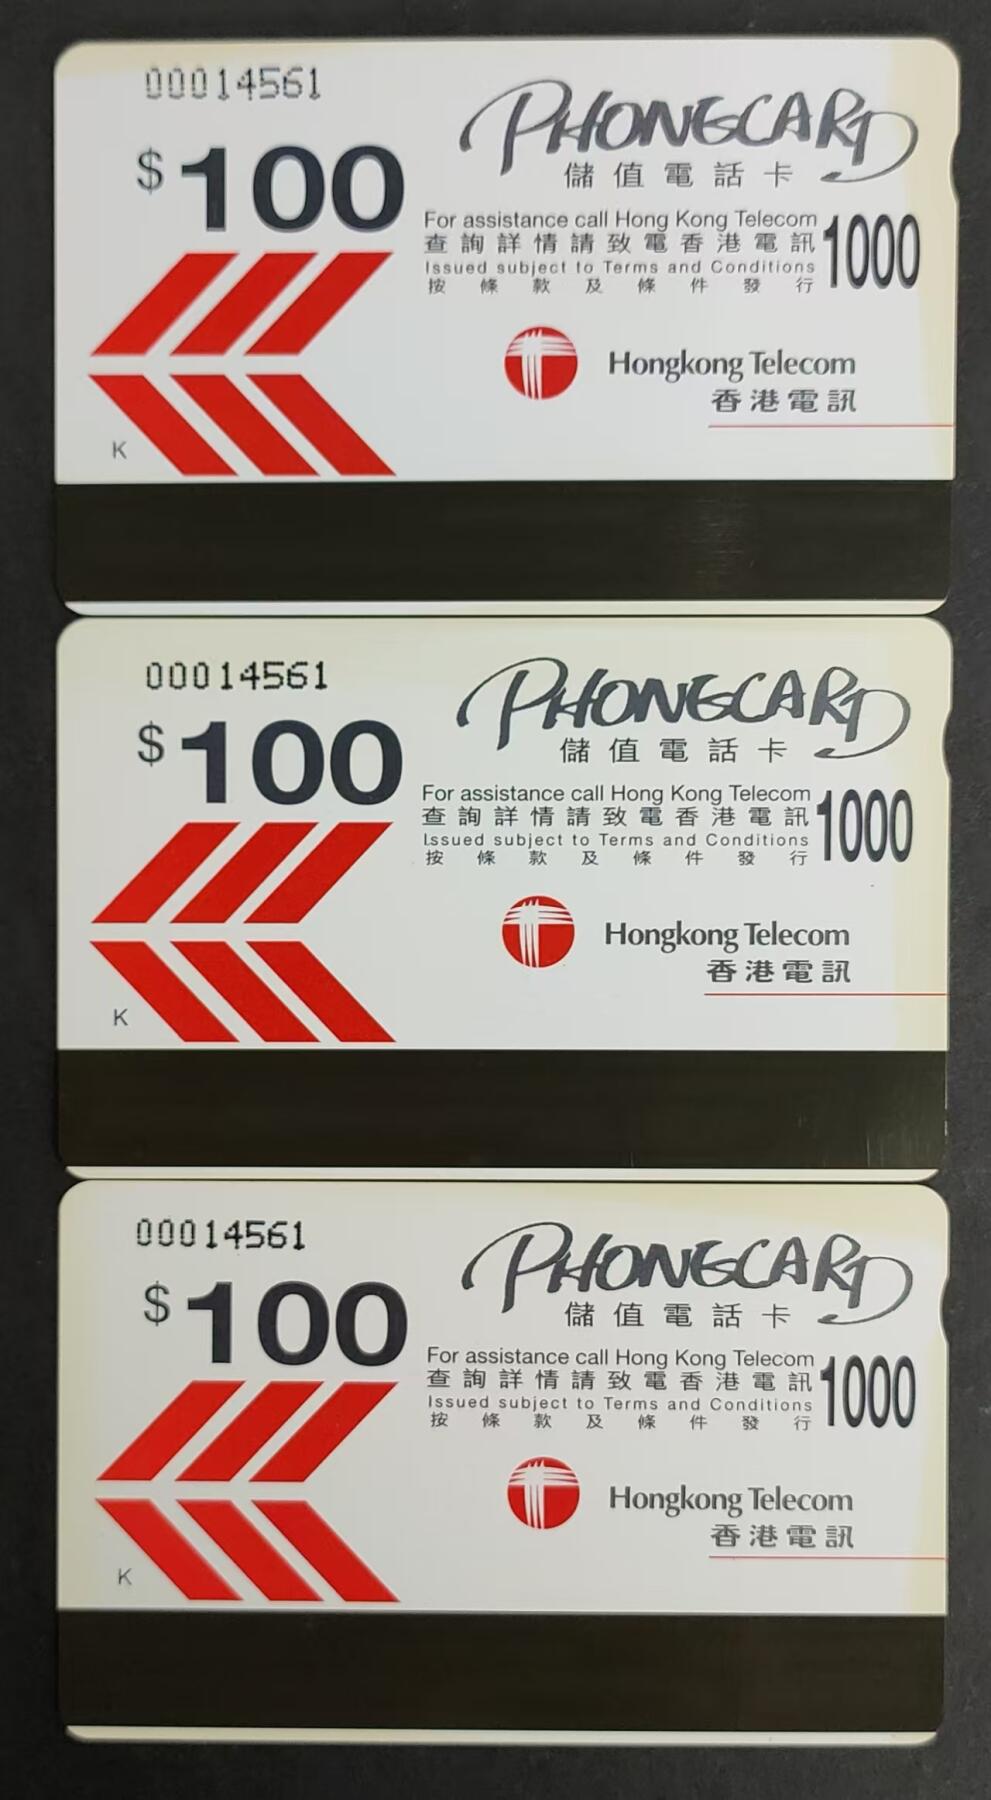 00014561
PHONECARD
$100
儲值電話卡
For assistance call Hong Kong Telecom
查詢詳情請致電香港電訊
1000
Issued subject to Terms and Conditions
按條款及條件發行
Hongkong Telecom
香港電訊
K
00014561
PHONECARD
$100
儲值電話卡
For assistance call Hong Kong Telecom
查詢詳情請致電香港電訊
1000
Issued subject to Terms and Conditions
按條款及條件發行
Hongkong Telecom
香港電訊
K
00014561
PHONECARD
$100
儲值電話卡
For assistance call Hong Kong Telecom
查詢詳情請致電香港電訊
1000
Issued subject to Terms and Conditions
按條款及條件發行
Hongkong Telecom
香港電訊
K